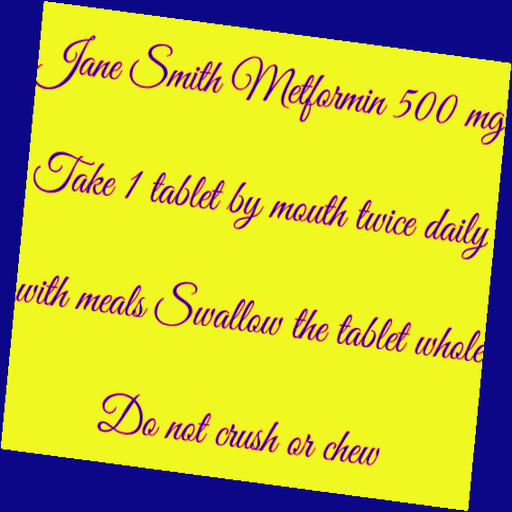 Jane Smith Metformin 500 mg
Take 1 tablet by mouth twice daily
with meals Swallow the tablet whole
Do not crush or chew